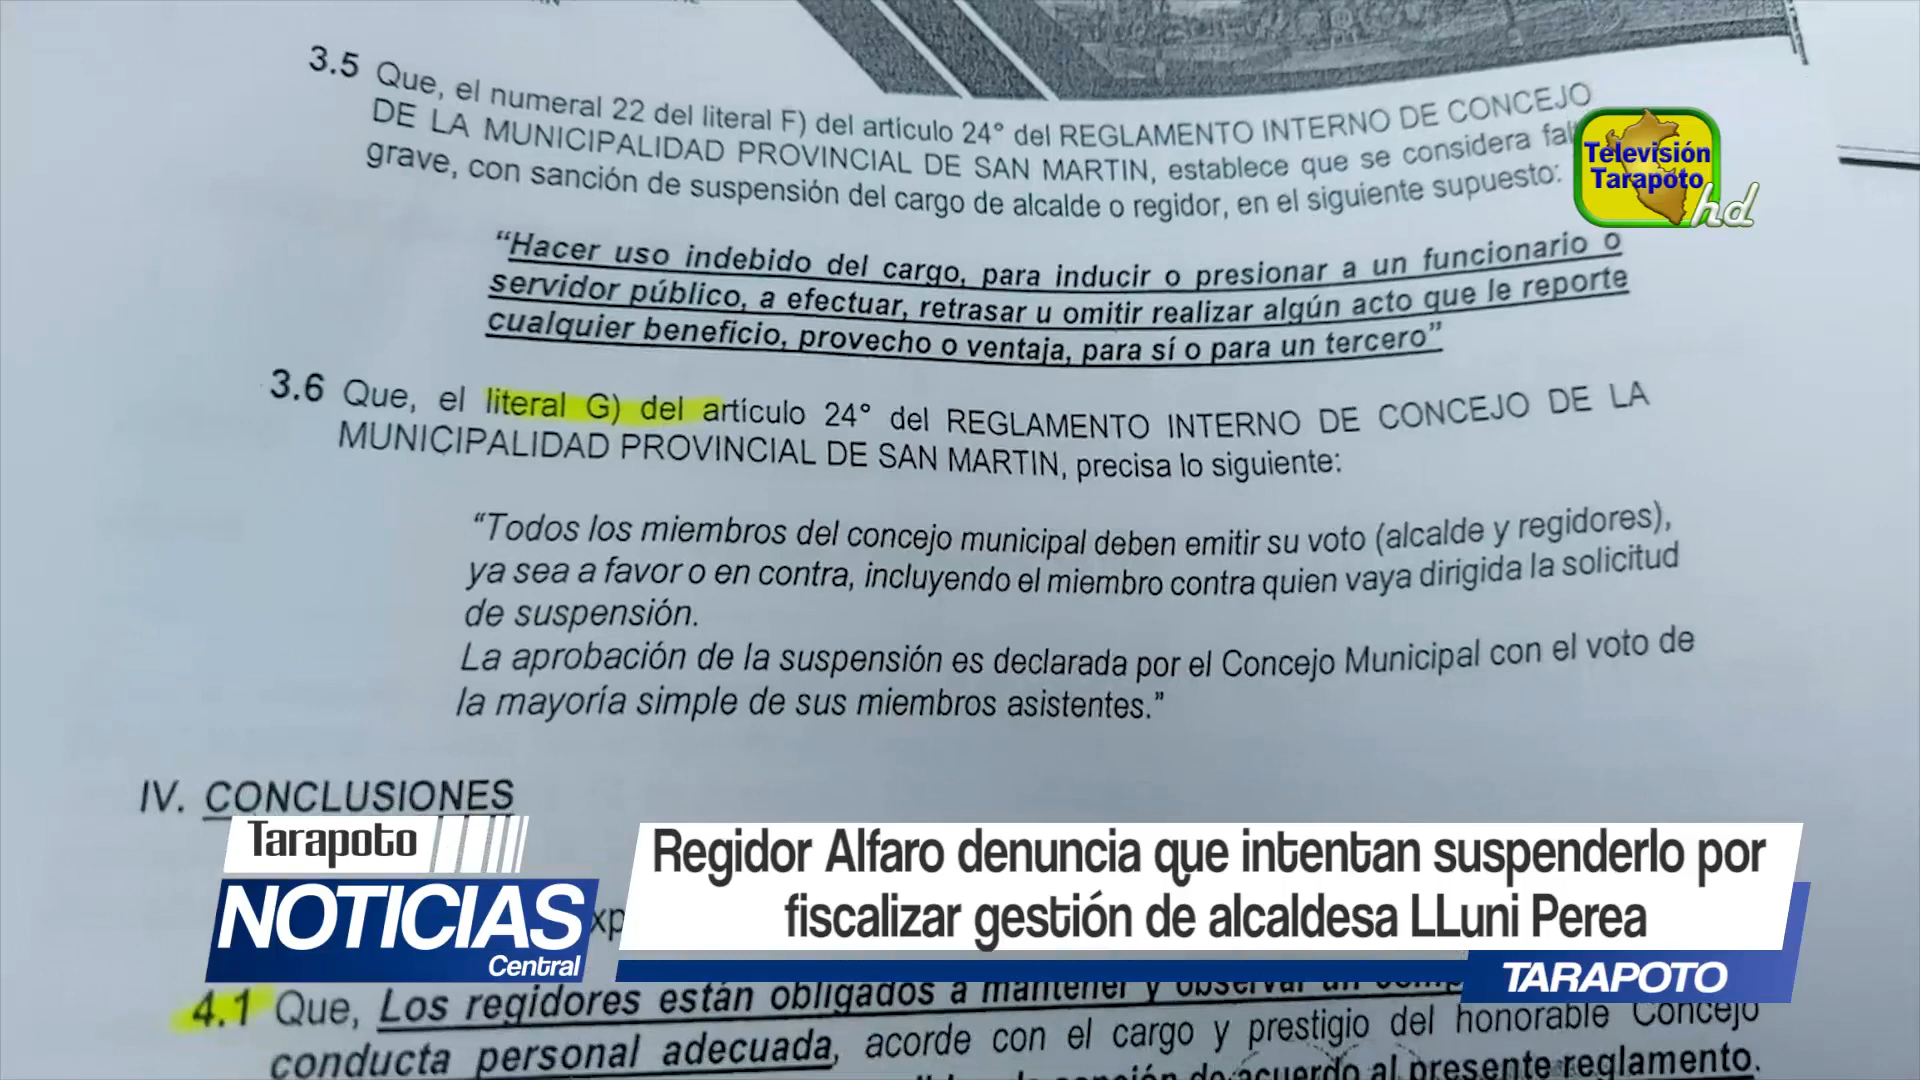 3.5 Que, el numeral 22 del literal F) del artículo 24° del REGLAMENTO INTERNO DE CONCEJO
DE LA MUNICIPALIDAD PROVINCIAL DE SAN MARTIN, establece que se considera
grave, con sanción de suspensión del cargo de alcalde o regidor, en el siguiente supuesto:
Televisión
Tarapoto
hd
“Hacer uso indebido del cargo, para inducir o presionar a un funcionario o
servidor público, a efectuar, retrasar u omitir realizar algún acto que le reporte
cualquier beneficio, provecho o ventaja, para sí o para un tercero”
3.6 Que, el literal G) del artículo 24° del REGLAMENTO INTERNO DE CONCEJO DE LA
MUNICIPALIDAD PROVINCIAL DE SAN MARTIN, precisa lo siguiente:
“Todos los miembros del concejo municipal deben emitir su voto (alcalde y regidores),
ya sea a favor o en contra, incluyendo el miembro contra quien vaya dirigida la solicitud
de suspensión.
La aprobación de la suspensión es declarada por el Concejo Municipal con el voto de
la mayoría simple de sus miembros asistentes.”
IV. CONCLUSIONES
Tarapoto
NOTICIAS
Central
Regidor Alfaro denuncia que intentan suspenderlo por
fiscalizar gestión de alcaldesa LLuni Perea
TARAPOTO
4.1 Que, Los regidores están obligados a mantener y observar un
conducta personal adecuada, acorde con el cargo y prestigio del honorable Concejo
sanción de acuerdo al presente reglamento.